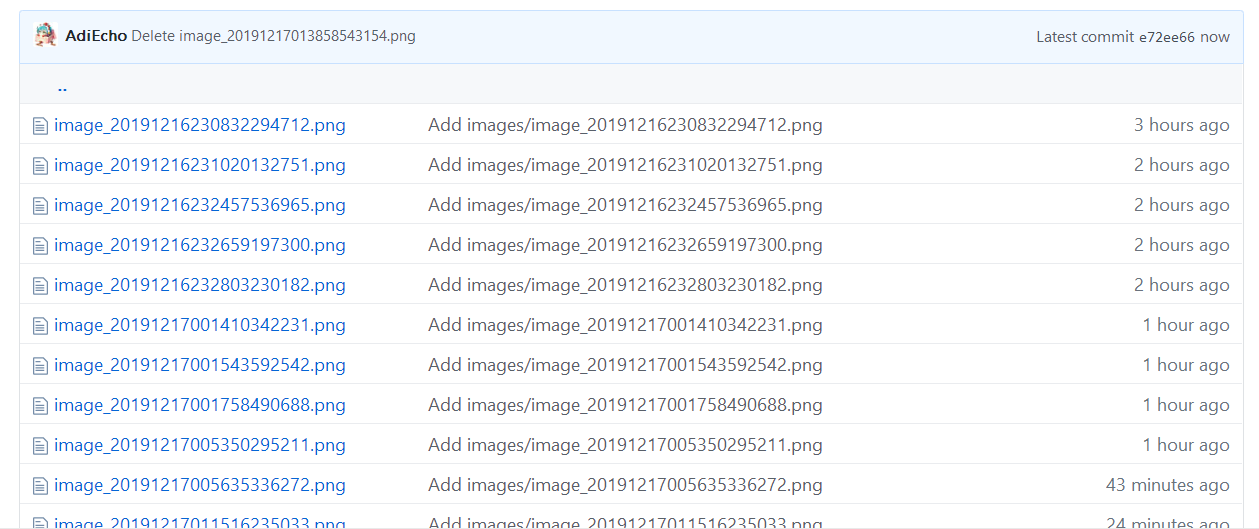 AdiEcho Delete image_20191217013858543154.png Latest commit e72ee66 now
..
image_20191216230832294712.png Add images/image_20191216230832294712.png 3 hours ago
image_20191216231020132751.png Add images/image_20191216231020132751.png 2 hours ago
image_20191216232457536965.png Add images/image_20191216232457536965.png 2 hours ago
image_20191216232659197300.png Add images/image_20191216232659197300.png 2 hours ago
image_20191216232803230182.png Add images/image_20191216232803230182.png 2 hours ago
image_20191217001410342231.png Add images/image_20191217001410342231.png 1 hour ago
image_20191217001543592542.png Add images/image_20191217001543592542.png 1 hour ago
image_20191217001758490688.png Add images/image_20191217001758490688.png 1 hour ago
image_20191217005350295211.png Add images/image_20191217005350295211.png 1 hour ago
image_20191217005635336272.png Add images/image_20191217005635336272.png 43 minutes ago
image_20191217011516235033.png Add images/image_20191217011516235033.png 24 minutes ago